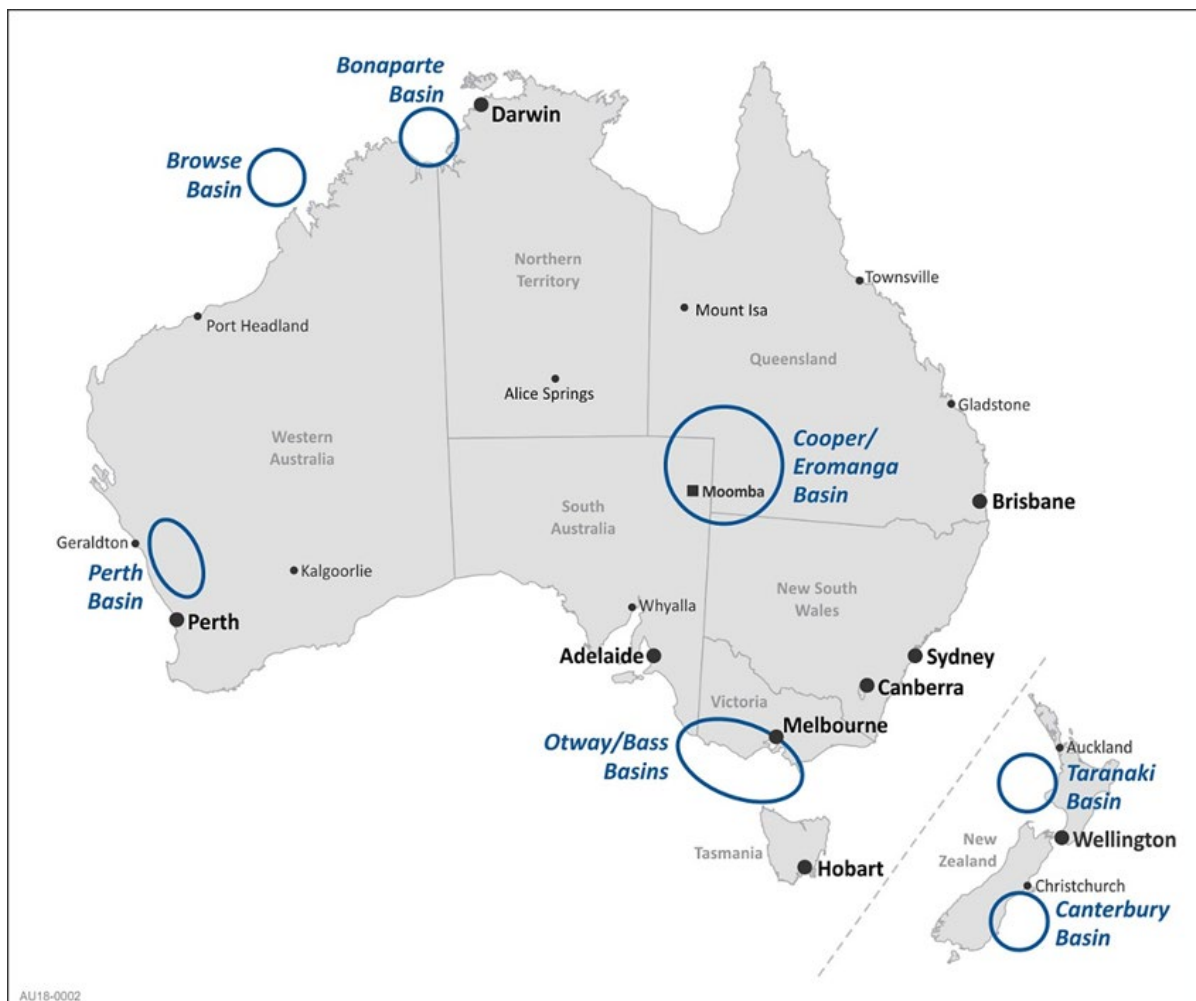 Bonaparte
Basin
Darwin
Browse
Basin
Northern
Territory
Townsville
Mount Isa
Port Headland
Queensland
Alice Springs
Gladstone
Western
Australia
Cooper/
Eromanga
Basin
Moomba
Brisbane
South
Australia
Geraldton
Perth
Basin
Kalgoorlie
New South
Wales
Whyalla
Perth
Adelaide
Sydney
Canberra
Victoria
Melbourne
Otway/Bass
Basins
Auckland
Taranaki
Basin
Wellington
New
Zealand
Tasmania
Hobart
Christchurch
Canterbury
Basin
AU18-0002